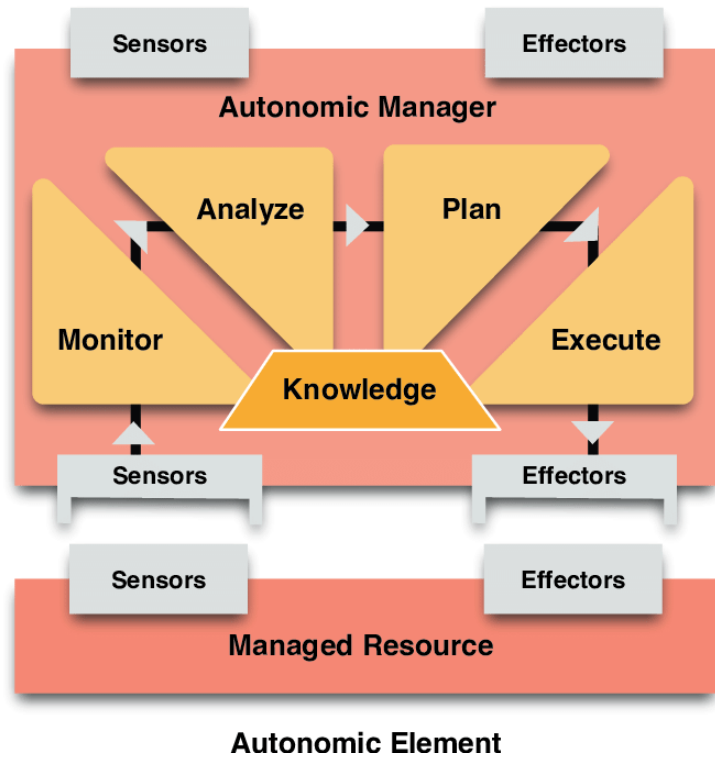 Sensors
Effectors
Autonomic Manager
Analyze
Plan
Monitor
Execute
Knowledge
Sensors
Effectors
Sensors
Effectors
Managed Resource
Autonomic Element